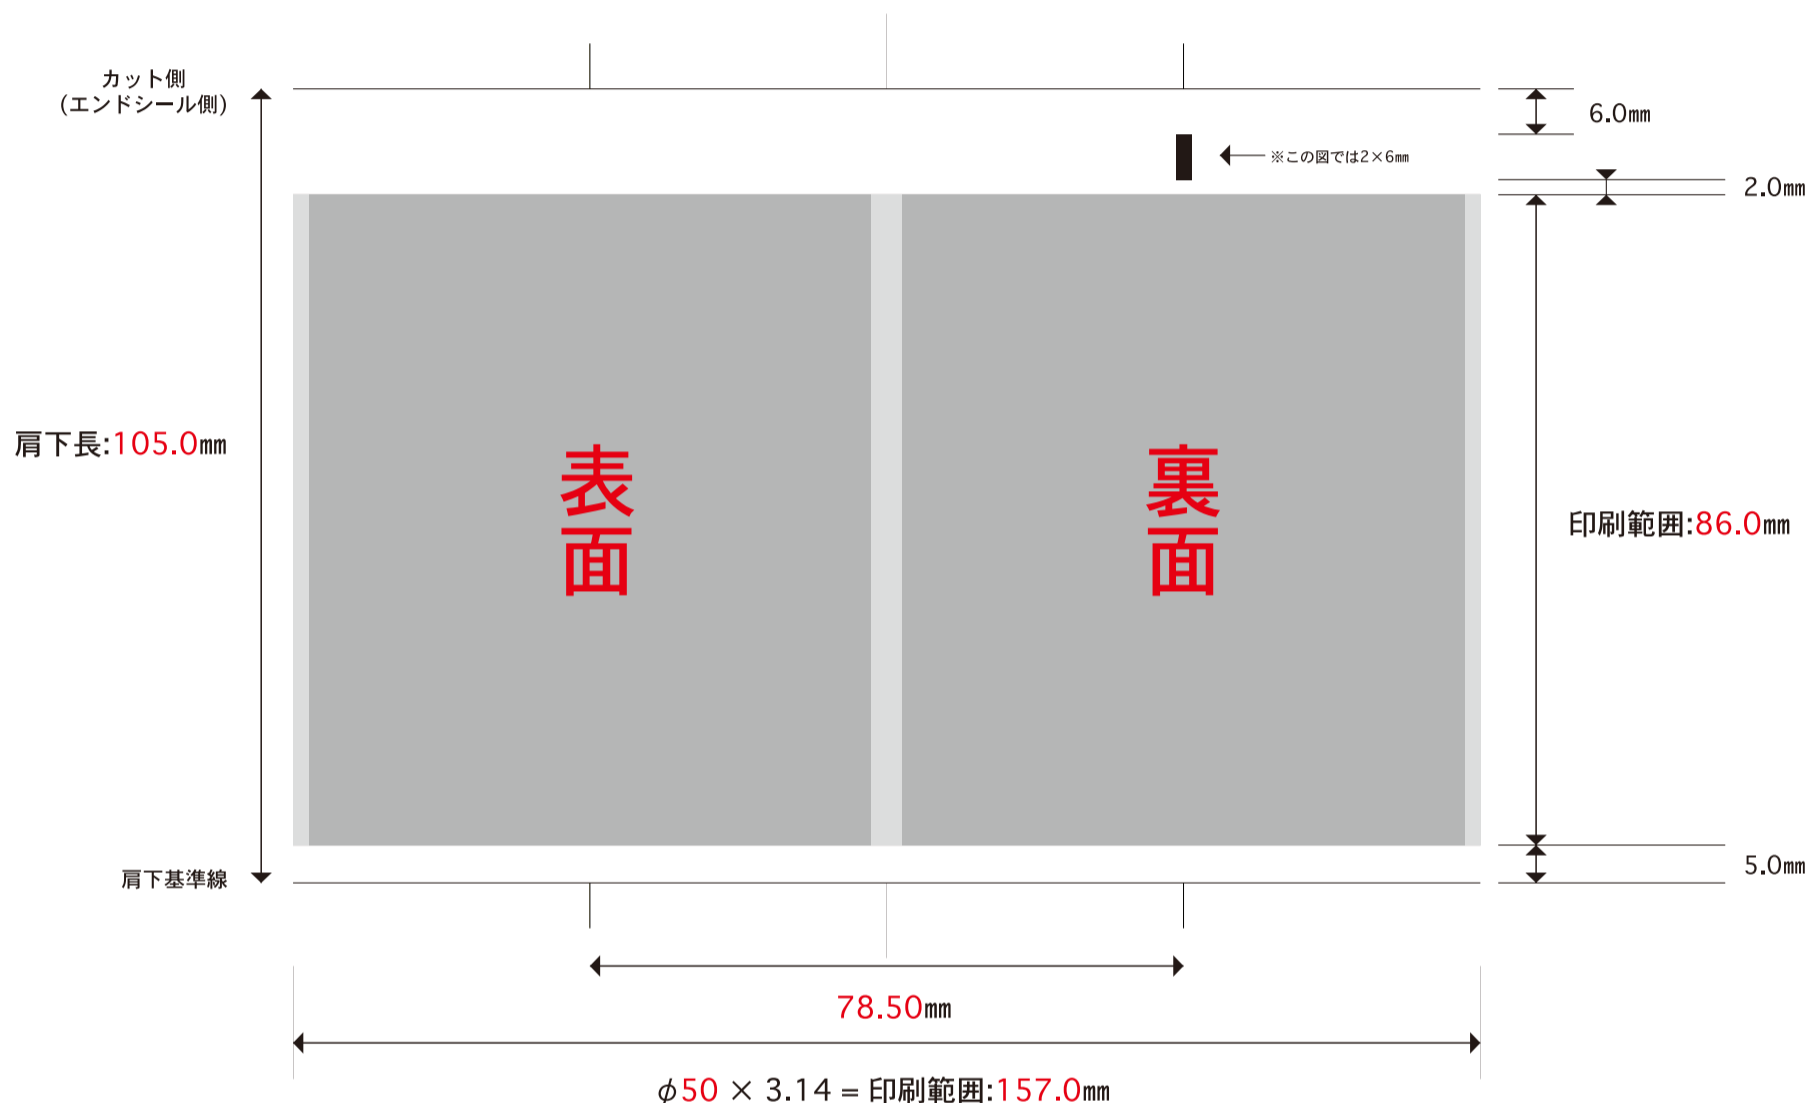 カット側
(エンドシール側)
6.0㎜
※この図では2×6㎜
2.0㎜
肩下長:105.0㎜
表面
裏面
印刷範囲:86.0㎜
肩下基準線
5.0㎜
78.50㎜
φ50 × 3.14 = 印刷範囲:157.0㎜